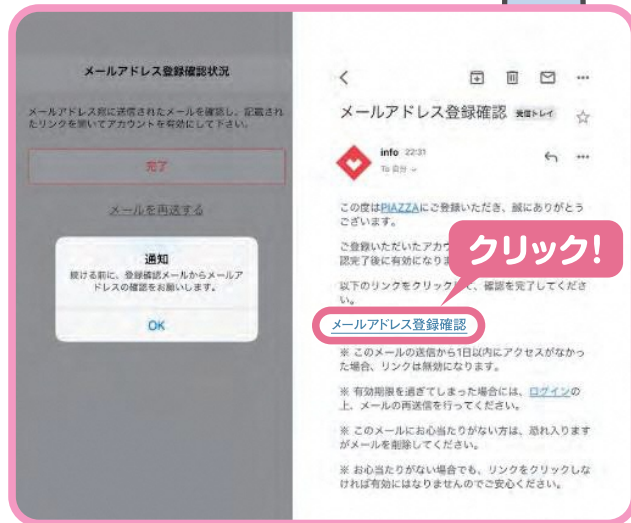 メールアドレス登録確認状況
メールアドレス宛に送信されたメールを確認し、記載され
たリンクを開いてアカウントを有効にして下さい。
完了
メールを再送する
通知
続ける前に、登録確認メールからメールア
ドレスの確認をお願いします。
OK
メールアドレス登録確認 受信トレイ
info 22:31
To 自分
この度はPIAZZAにご登録いただき、誠にありがとう
ございます。
ご登録いただいたアカウ
認完了後に有効になりま
クリック!
以下のリンクをクリックして、確認を完了してくださ
い。
メールアドレス登録確認
※ このメールの送信から1日以内にアクセスがなかっ
た場合、リンクは無効になります。
※ 有効期限を過ぎてしまった場合には、ログインの
上、メールの再送信を行ってください。
※ このメールにお心当たりがない方は、恐れ入ります
がメールを削除してください。
※ お心当たりがない場合でも、リンクをクリックしな
ければ有効にはなりませんのでご安心ください。